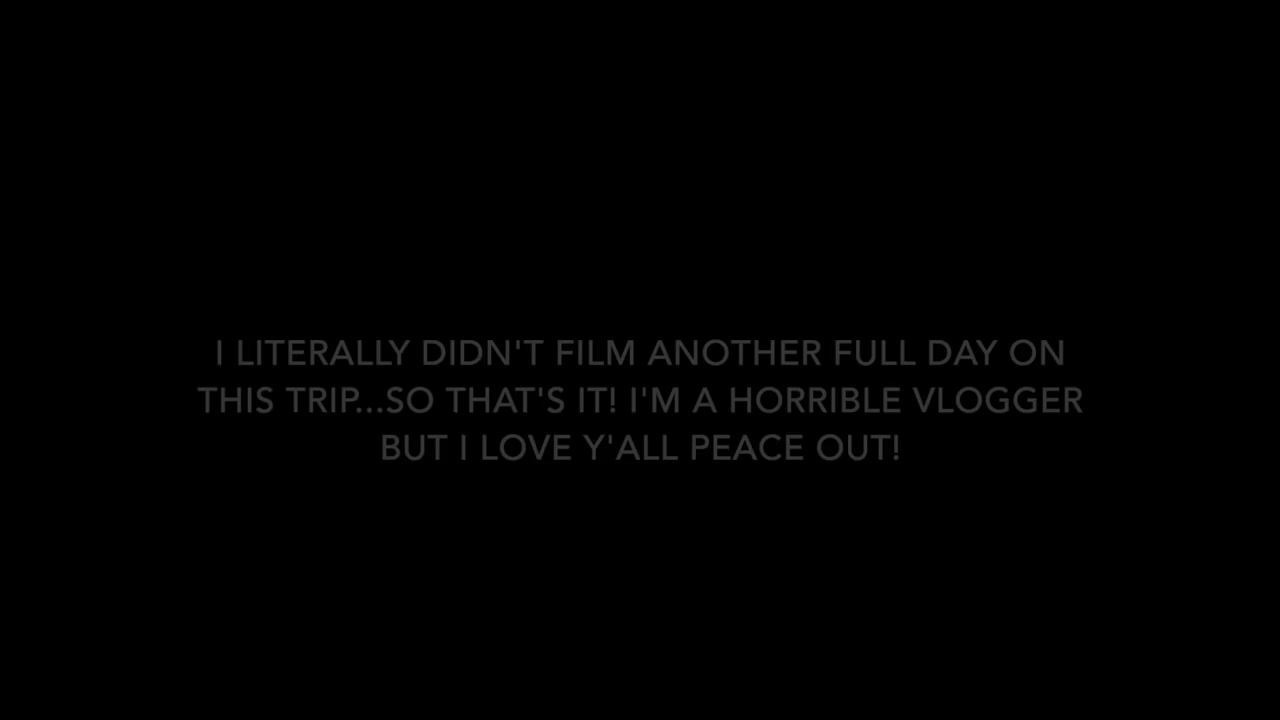 I LITERALLY DIDN'T FILM ANOTHER FULL DAY ON
THIS TRIP...SO THAT'S IT! I'M A HORRIBLE VLOGGER
BUT I LOVE Y'ALL PEACE OUT!